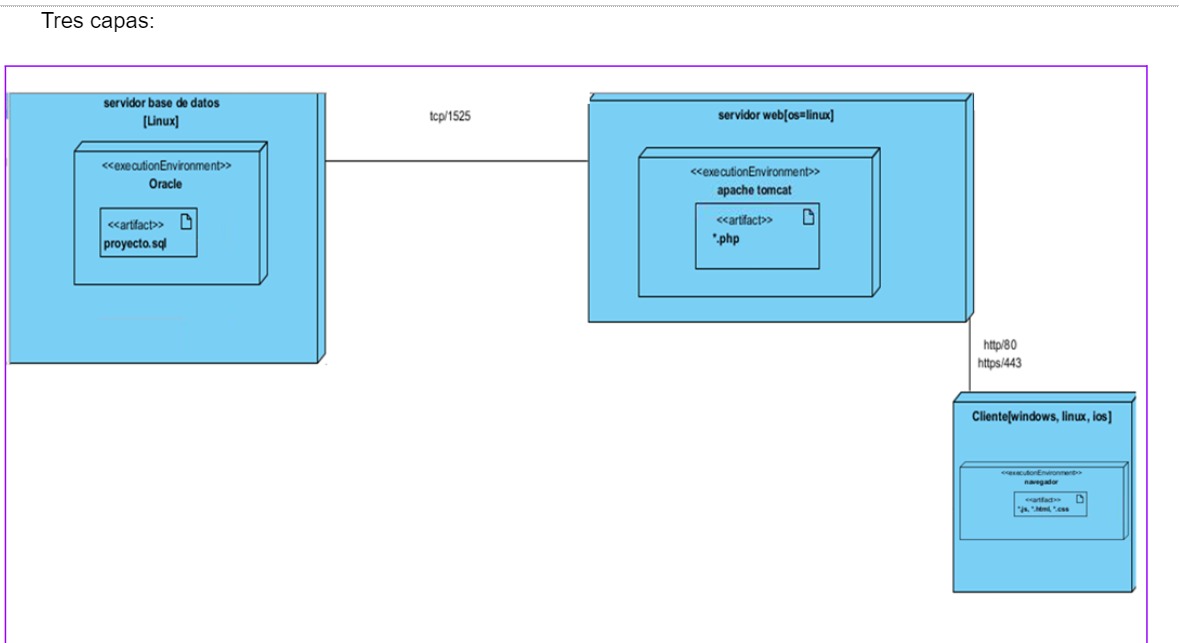 Tres capas:
servidor base de datos
[Linux]
<<executionEnvironment>>
Oracle
<<artifact>>
proyecto.sql
tcp/1525
servidor web[os=linux]
<<executionEnvironment>>
apache tomcat
<<artifact>>
*.php
http/80
https/443
Cliente[windows, linux, ios]
<<executionEnvironment>>
navegador
<<artifact>>
*.js, *.html, *.css